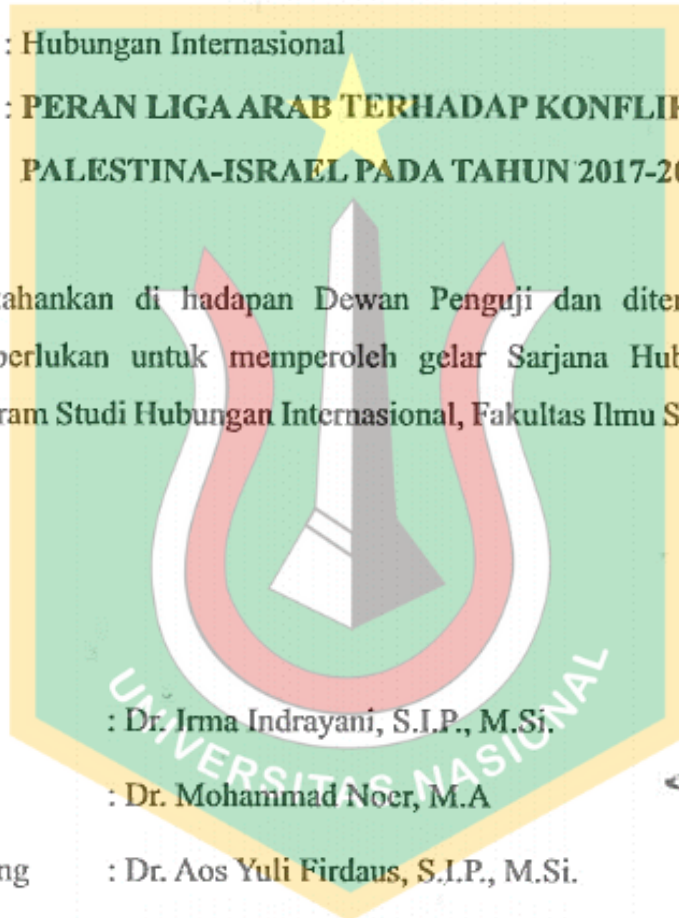 : Hubungan Internasional
: PERAN LIGA ARAB TERHADAP KONFLIK
PALESTINA-ISRAEL PADA TAHUN 2017-20
tahankan di hadapan Dewan Penguji dan diter
perlukan untuk memperoleh gelar Sarjana Hub
ram Studi Hubungan Internasional, Fakultas Ilmu S
: Dr. Irma Indrayani, S.I.P., M.Si.
: Dr. Mohammad Noer, M.A
ng : Dr. Aos Yuli Firdaus, S.I.P., M.Si.
UNIVERSITAS NASIONAL